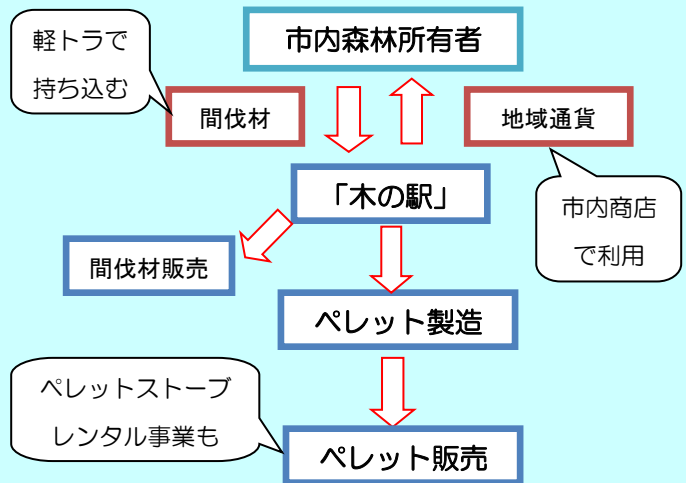 軽トラで
持ち込む
市内森林所有者
間伐材
地域通貨
「木の駅」
市内商店
で利用
間伐材販売
ペレット製造
ペレットストーブ
レンタル事業も
ペレット販売